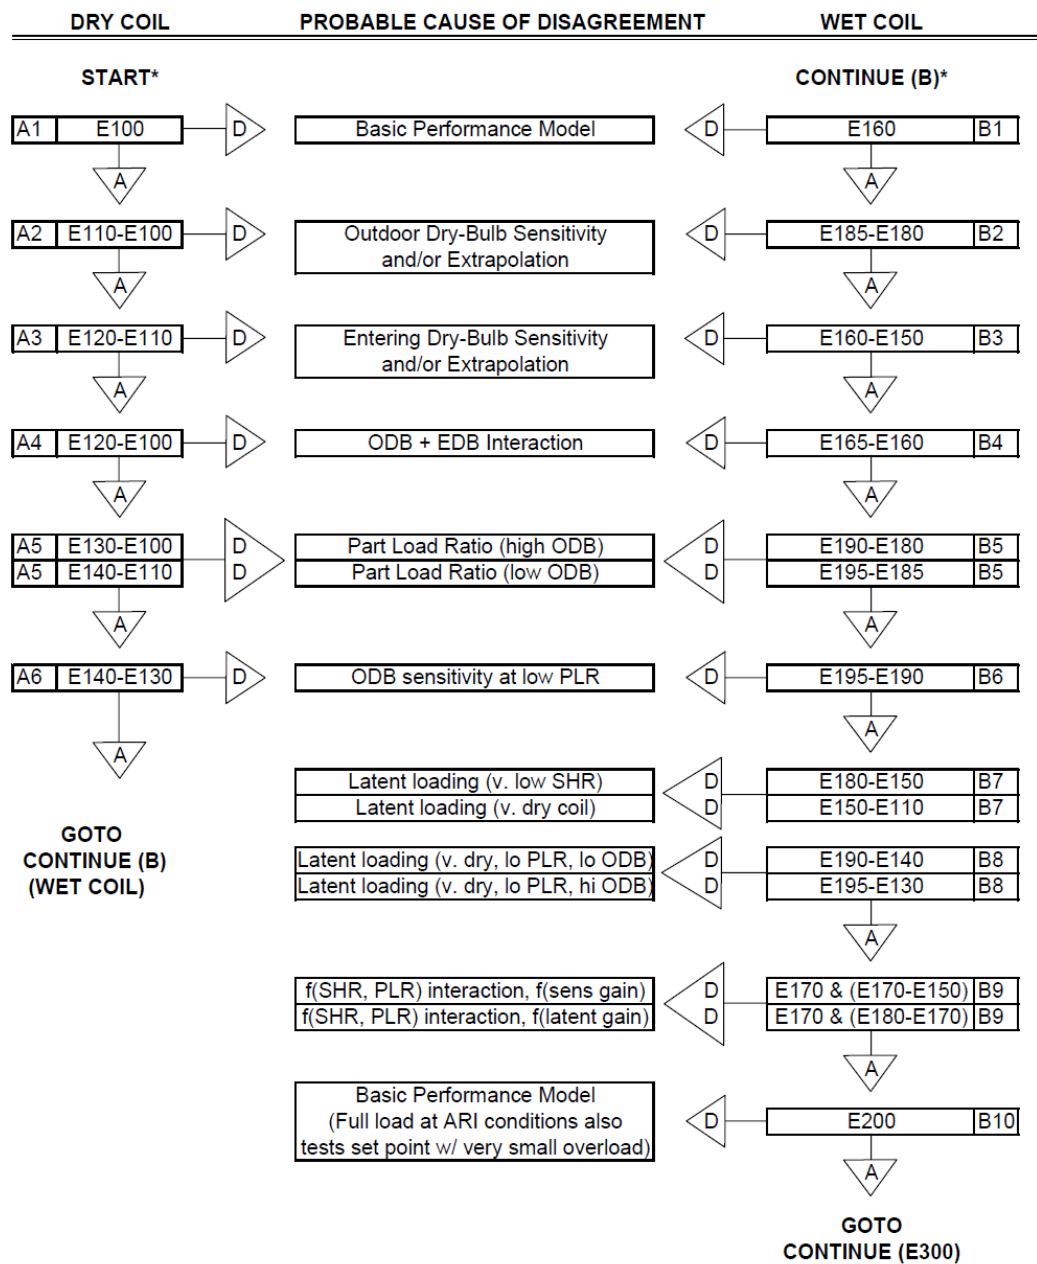 DRY COIL PROBABLE CAUSE OF DISAGREEMENT WET COIL
START* CONTINUE (B)*
A1 E100 D Basic Performance Model D E160 B1
A A
A2 E110-E100 D Outdoor Dry-Bulb Sensitivity D E185-E180 B2
and/or Extrapolation
A A
A3 E120-E110 D Entering Dry-Bulb Sensitivity D E160-E150 B3
and/or Extrapolation
A A
A4 E120-E100 D ODB + EDB Interaction D E165-E160 B4
A A
A5 E130-E100 D Part Load Ratio (high ODB) D E190-E180 B5
A5 E140-E110 D Part Load Ratio (low ODB) D E195-E185 B5
A A
A6 E140-E130 D ODB sensitivity at low PLR D E195-E190 B6
A A
Latent loading (v. low SHR) D E180-E150 B7
Latent loading (v. dry coil) D E150-E110 B7
GOTO
CONTINUE (B)
(WET COIL)
Latent loading (v. dry, lo PLR, lo ODB) D E190-E140 B8
Latent loading (v. dry, lo PLR, hi ODB) D E195-E130 B8
A
f(SHR, PLR) interaction, f(sens gain) D E170 & (E170-E150) B9
f(SHR, PLR) interaction, f(latent gain) D E170 & (E180-E170) B9
A
Basic Performance Model
(Full load at ARI conditions also D E200 B10
tests set point w/ very small overload)
A
GOTO
CONTINUE (E300)